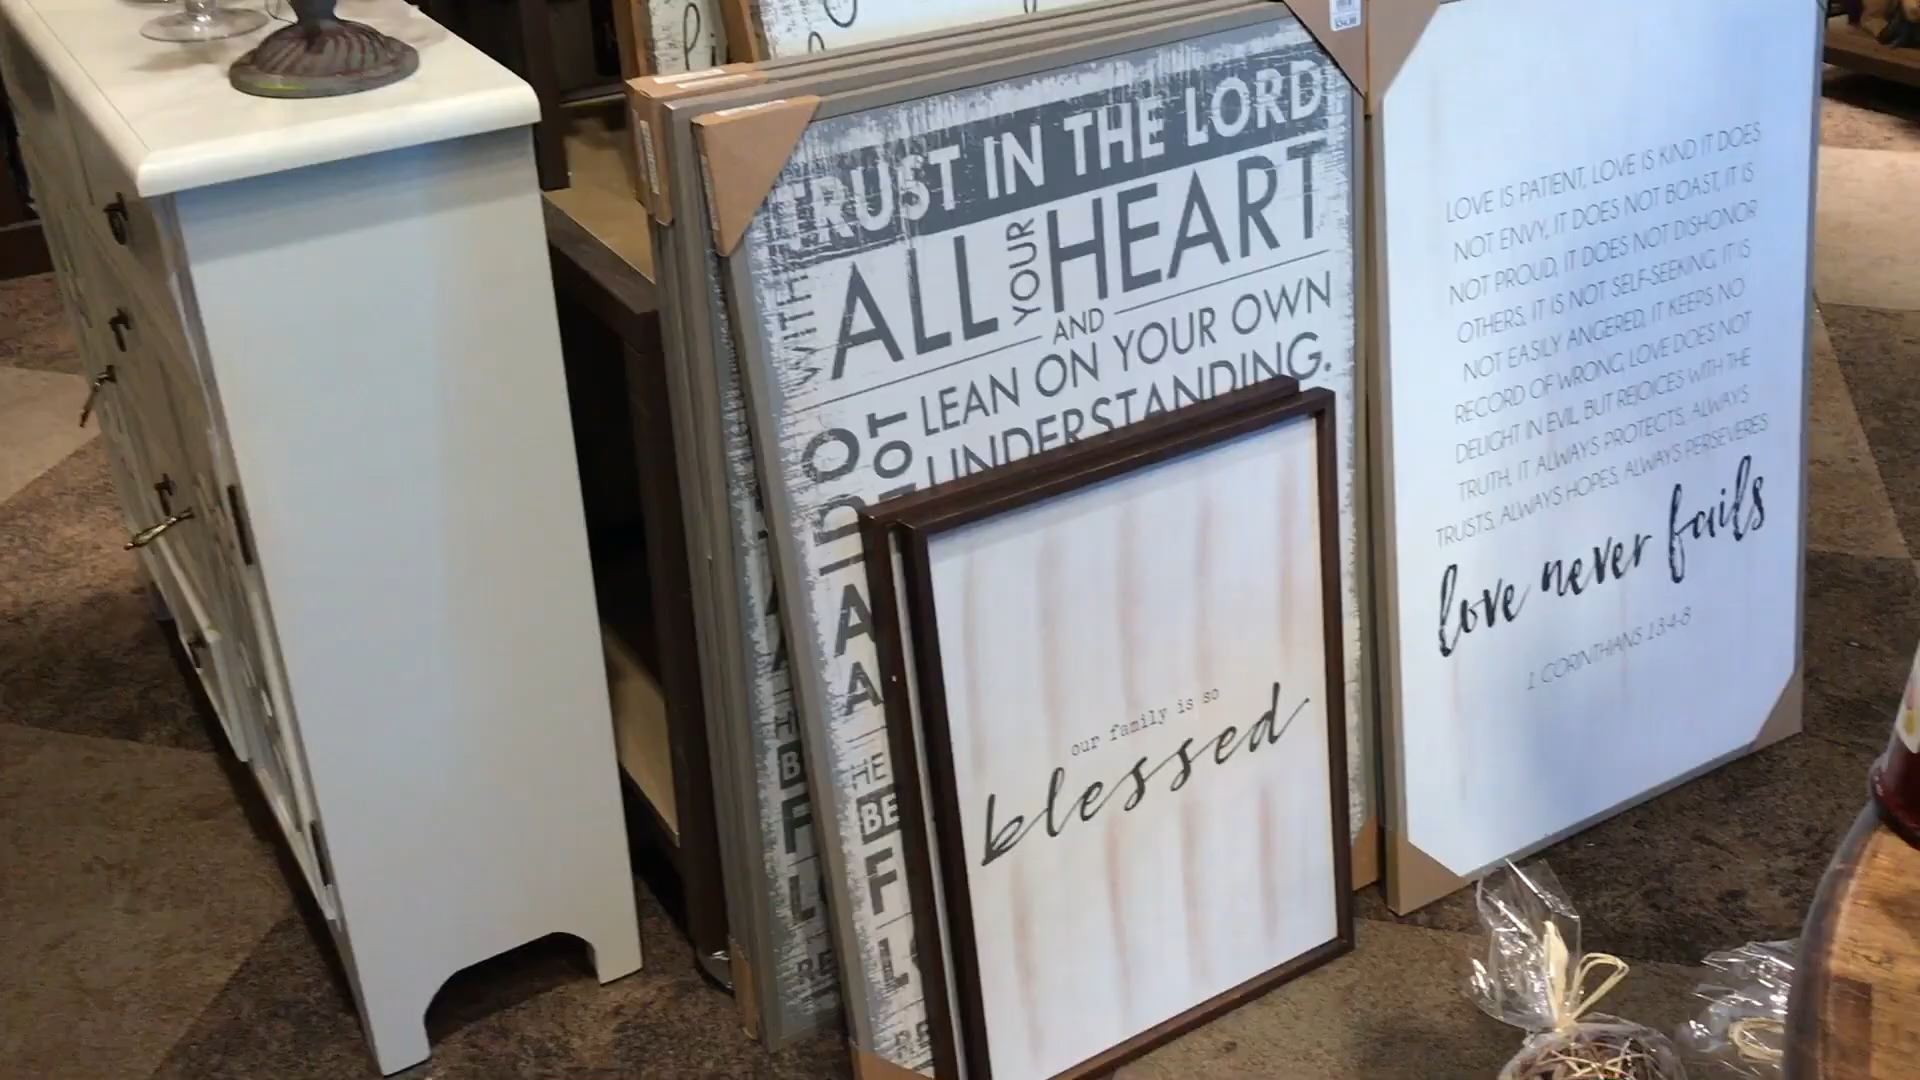 TRUST IN THE LORD
WITH ALL YOUR HEART
AND
DO NOT LEAN ON YOUR OWN
UNDERSTANDING.
HE
BE
our family is so
blessed
LOVE IS PATIENT, LOVE IS KIND IT DOES
NOT ENVY, IT DOES NOT BOAST, IT IS
NOT PROUD, IT DOES NOT DISHONOR
OTHERS, IT IS NOT SELF-SEEKING, IT IS
NOT EASILY ANGERED, IT KEEPS NO
RECORD OF WRONG, LOVE DOES NOT
DELIGHT IN EVIL, BUT REJOICES WITH THE
TRUTH, IT ALWAYS PROTECTS, ALWAYS
TRUSTS, ALWAYS HOPES, ALWAYS PERSEVERES
love never fails
1 CORINTHIANS 13:4-8